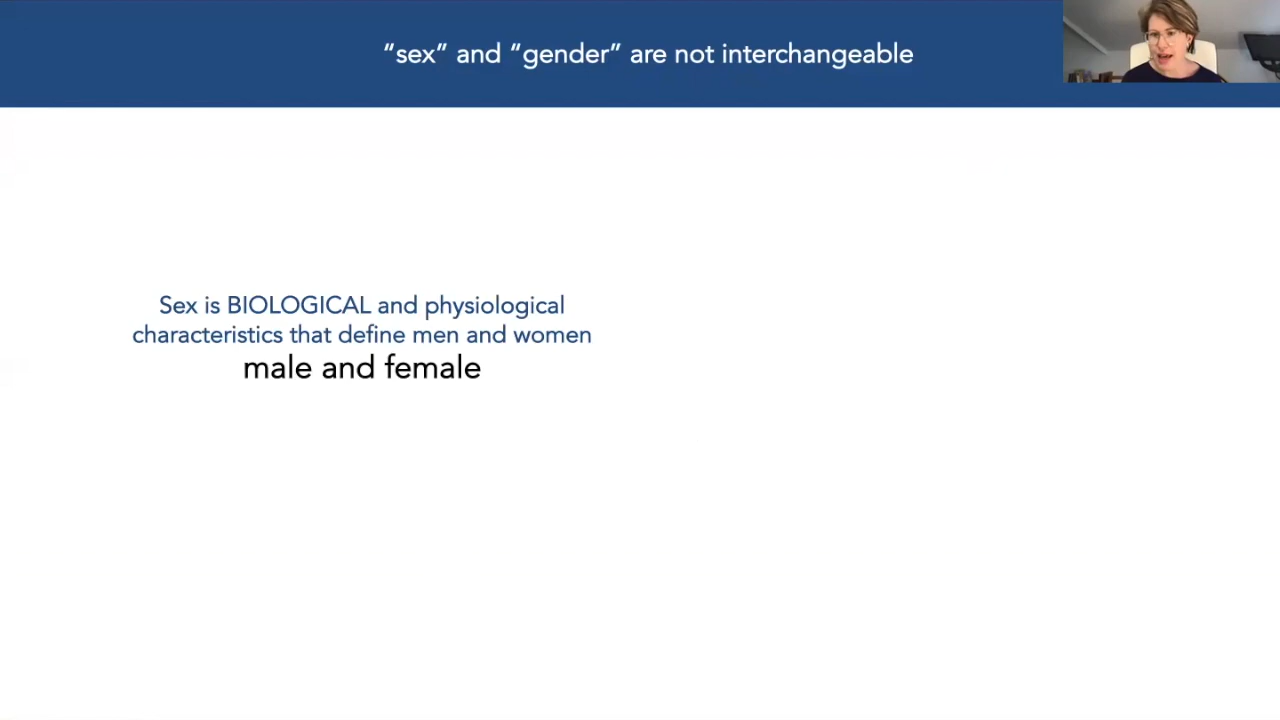 “sex” and “gender” are not interchangeable
Sex is BIOLOGICAL and physiological
characteristics that define men and women
male and female